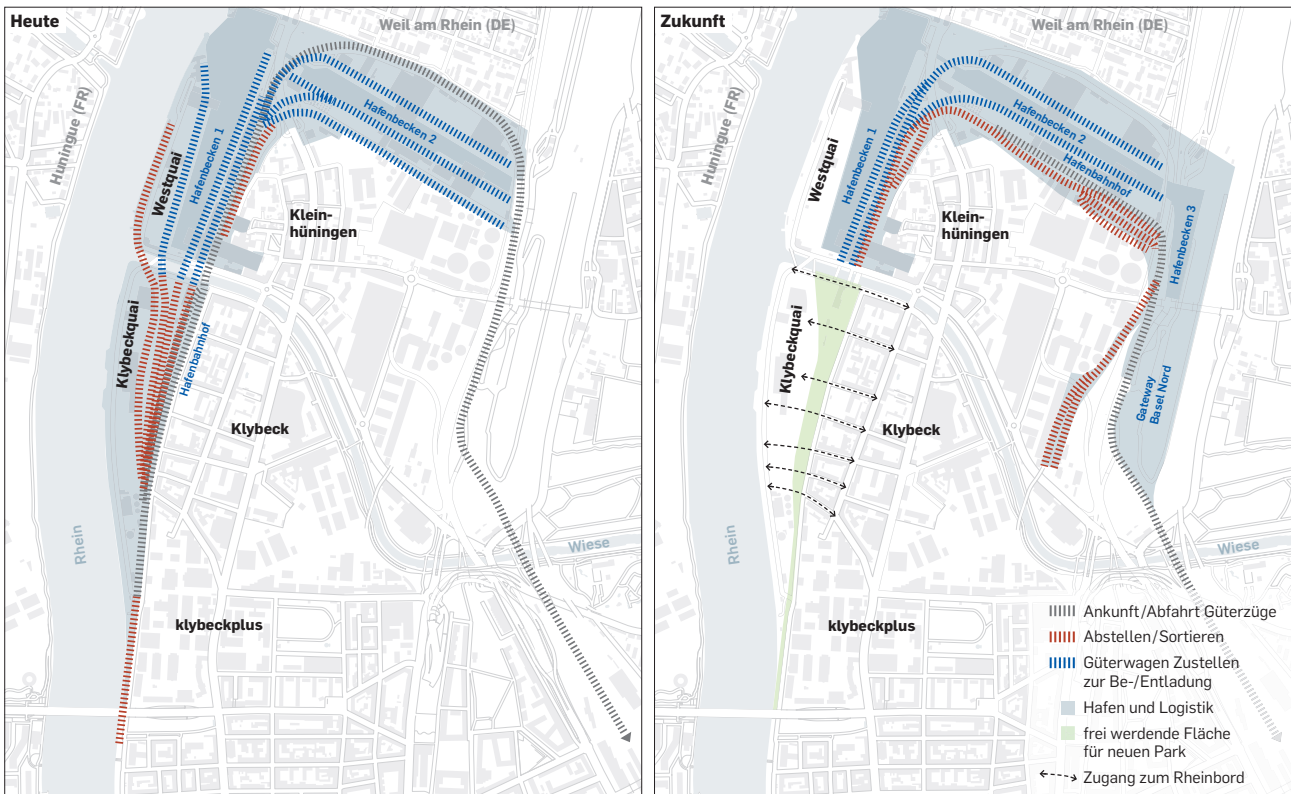 Heute
Weil am Rhein (DE)
Huningue (FR)
Westquai
Hafenbecken 1
Hafenbecken 2
Klein-
hüningen
Klybeckquai
Hafenbahnhof
Klybeck
Rhein
Wiese
klybeckplus
Zukunft
Weil am Rhein (DE)
Huningue (FR)
Westquai
Hafenbecken 1
Hafenbecken 2
Hafenbahnhof
Klein-
hüningen
Hafenbecken 3
Klybeckquai
Gateway
Basel Nord
Klybeck
Rhein
Wiese
klybeckplus
Ankunft/Abfahrt Güterzüge
Abstellen/Sortieren
Güterwagen Zustellen
zur Be-/Entladung
Hafen und Logistik
frei werdende Fläche
für neuen Park
Zugang zum Rheinbord